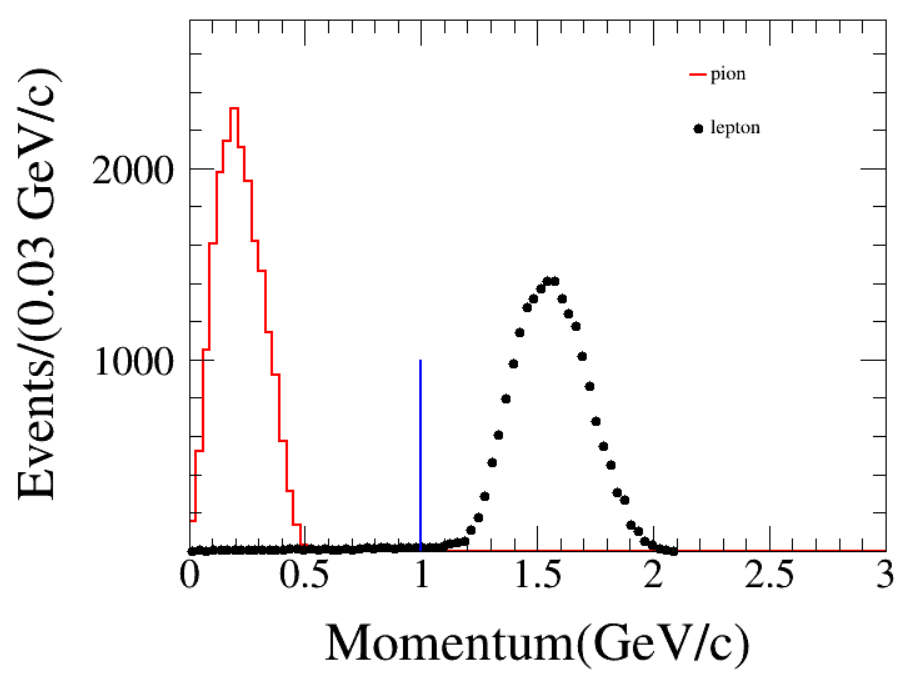 pion
lepton
Events/(0.03 GeV/c)
2000
1000
0 0.5 1 1.5 2 2.5 3
Momentum(GeV/c)